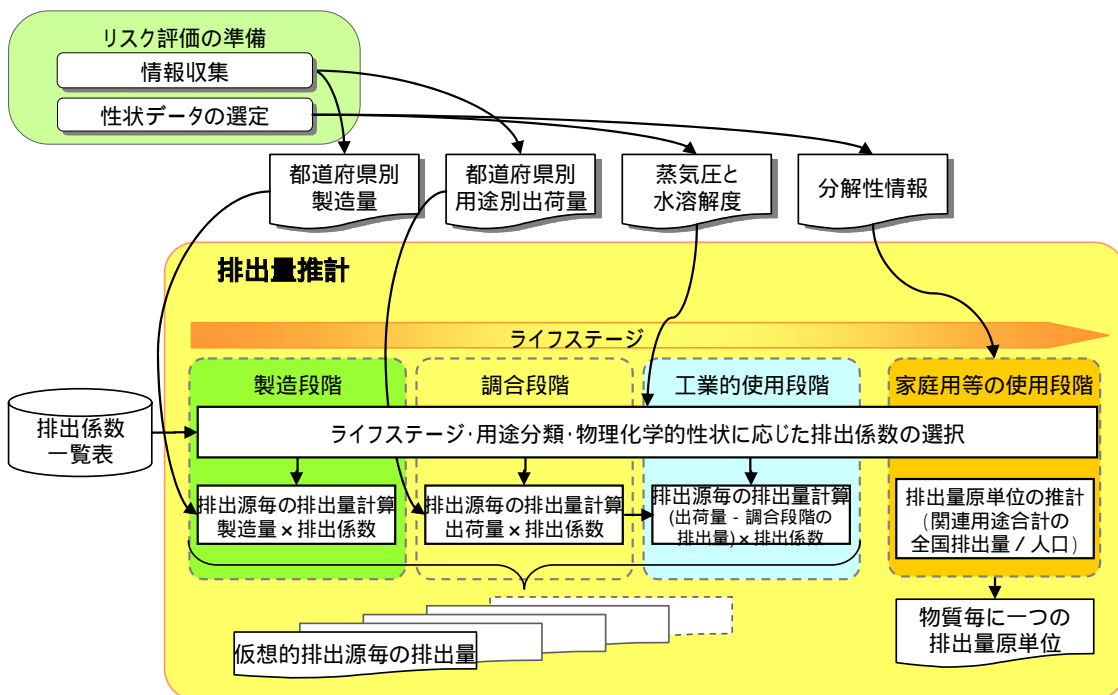 リスク評価の準備
情報収集
性状データの選定
都道府県別
製造量
都道府県別
用途別出荷量
蒸気圧と
水溶解度
分解性情報
排出量推計
ライフステージ
製造段階
調合段階
工業的使用段階
家庭用等の使用段階
排出係数
一覧表
ライフステージ・用途分類・物理化学的性状に応じた排出係数の選択
排出源毎の排出量計算
製造量×排出係数
排出源毎の排出量計算
出荷量×排出係数
排出源毎の排出量計算
(出荷量-調合段階の
排出量)×排出係数
排出量原単位の推計
(関連用途合計の
全国排出量/人口)
仮想的排出源毎の排出量
物質毎に一つの
排出量原単位